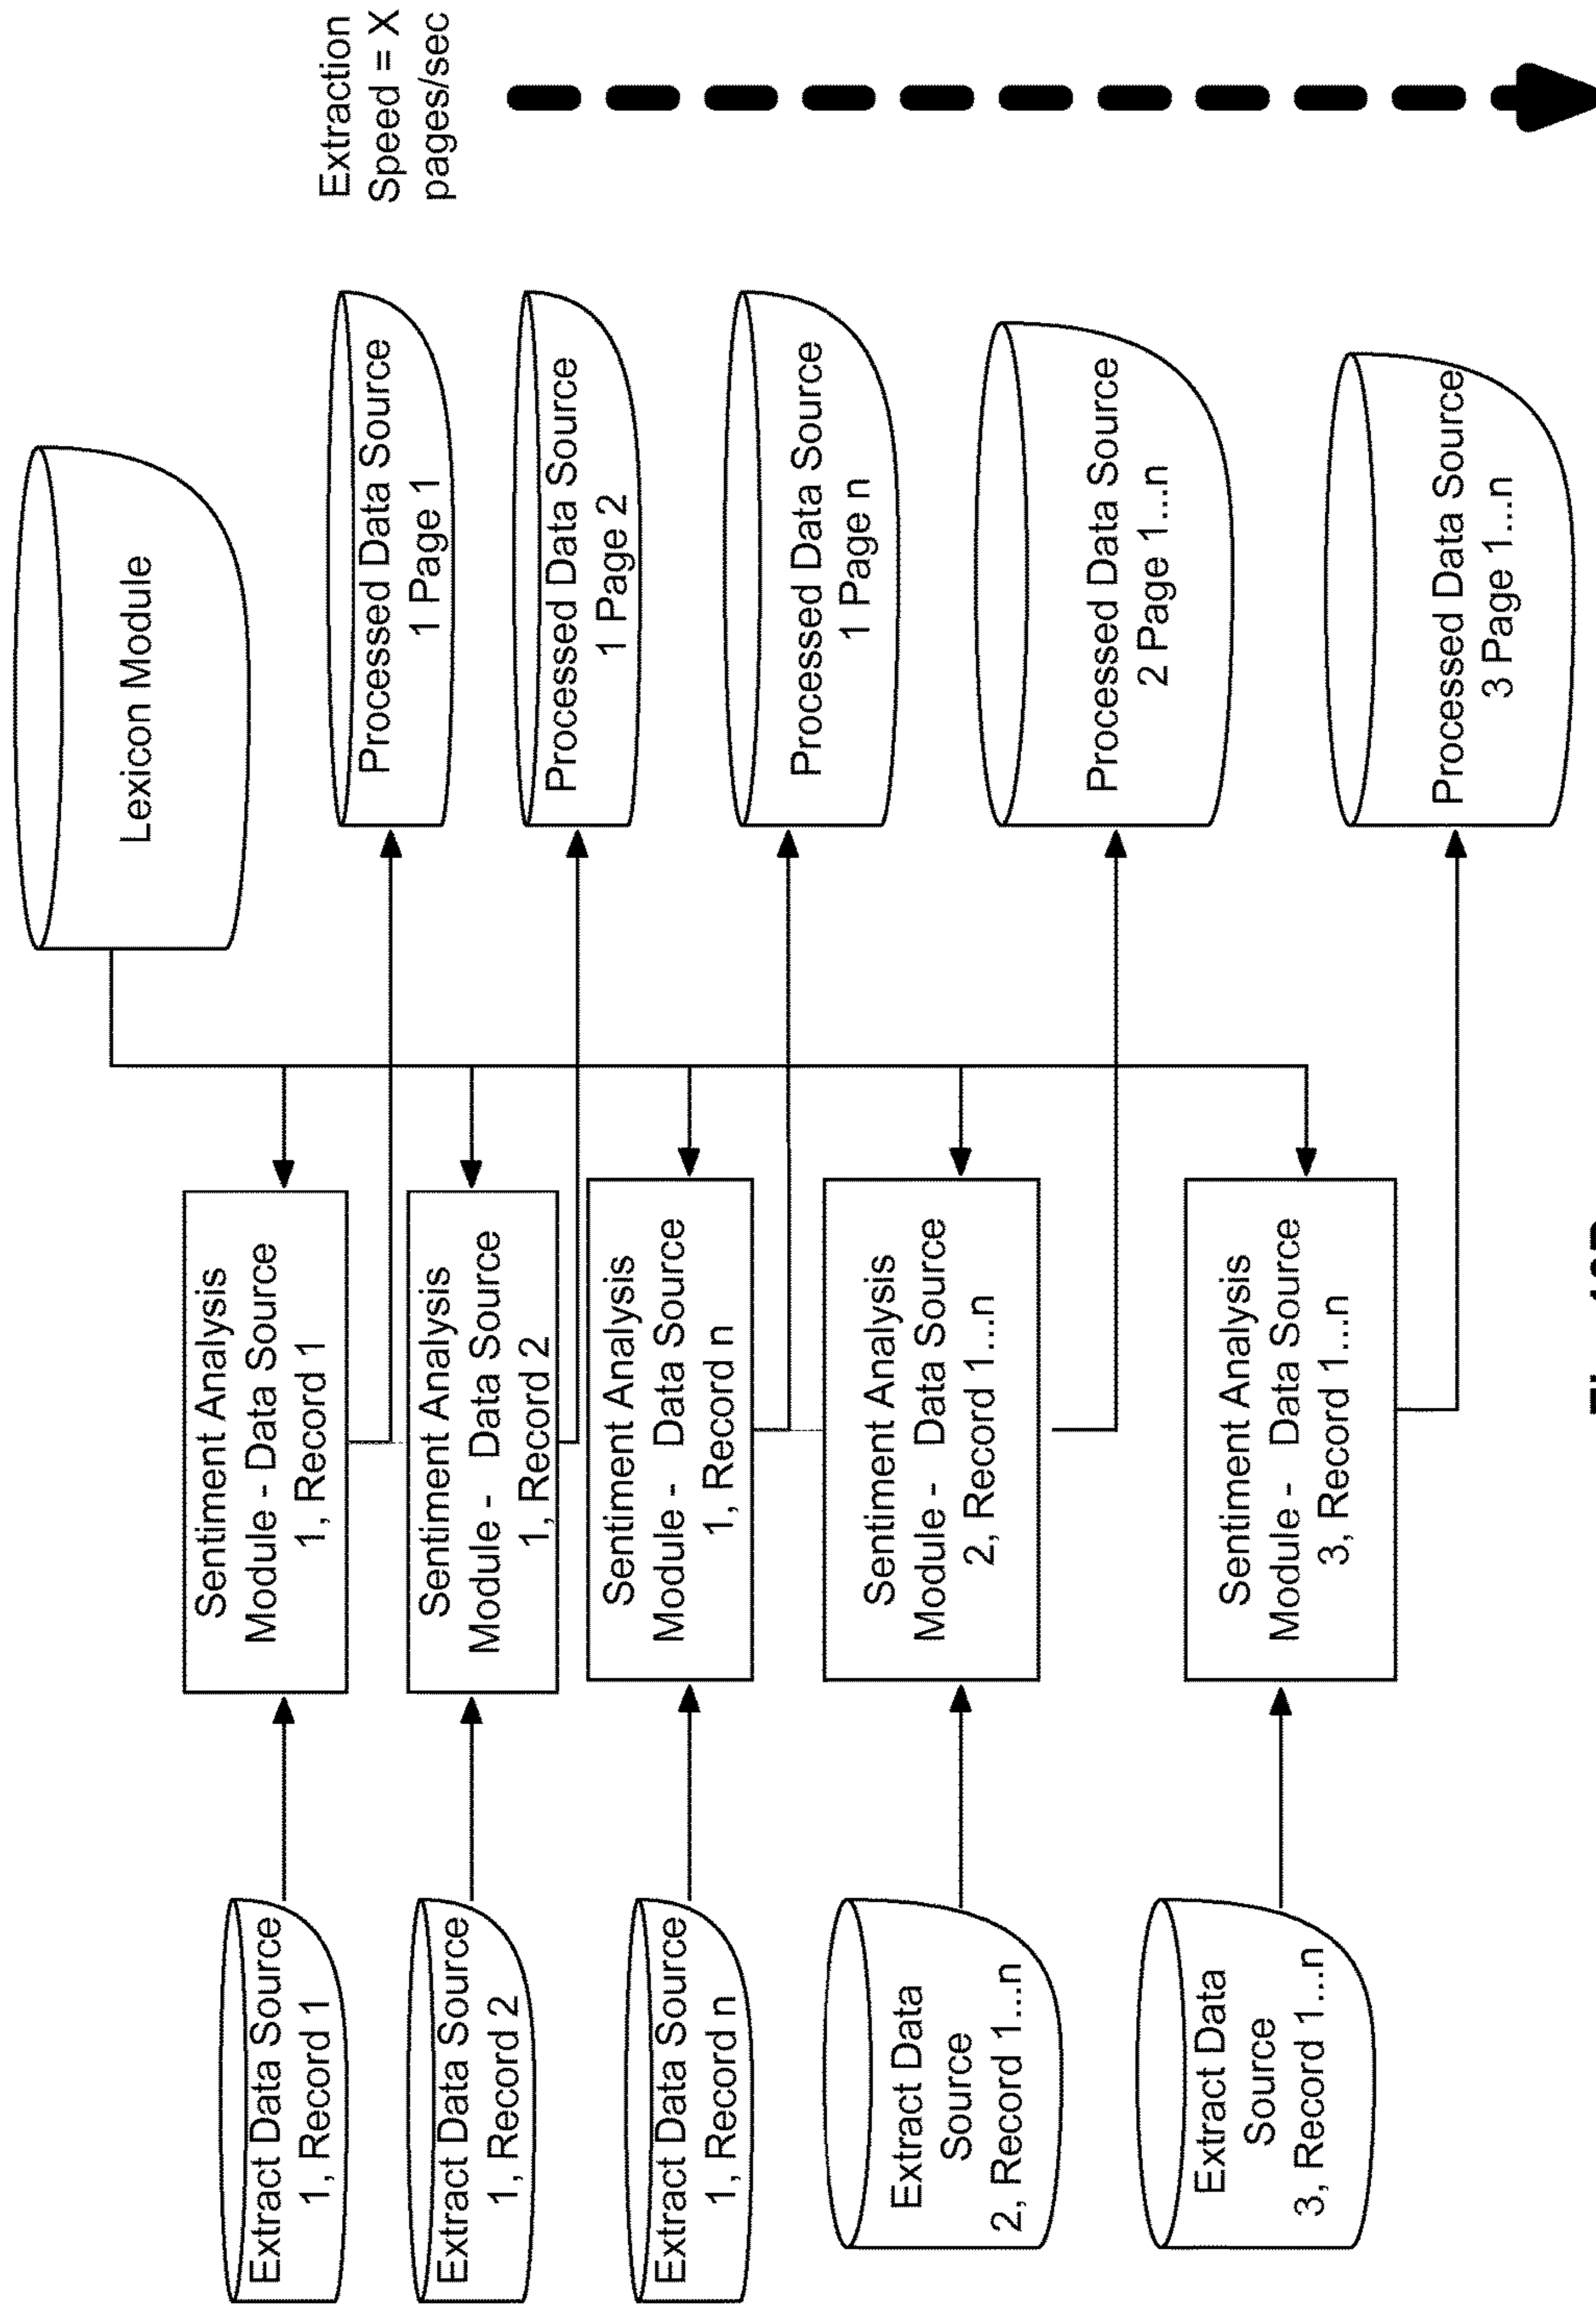 Lexicon Module
Extraction
Speed = X
pages/sec
Extract Data Source
1, Record 1
Sentiment Analysis
Module - Data Source
1, Record 1
Processed Data Source
1 Page 1
Extract Data Source
1, Record 2
Sentiment Analysis
Module - Data Source
1, Record 2
Processed Data Source
1 Page 2
Extract Data Source
1, Record n
Sentiment Analysis
Module - Data Source
1, Record n
Processed Data Source
1 Page n
Extract Data
Source
2, Record 1...n
Sentiment Analysis
Module - Data Source
2, Record 1...n
Processed Data Source
2 Page 1...n
Extract Data
Source
3, Record 1...n
Sentiment Analysis
Module - Data Source
3, Record 1...n
Processed Data Source
3 Page 1...n